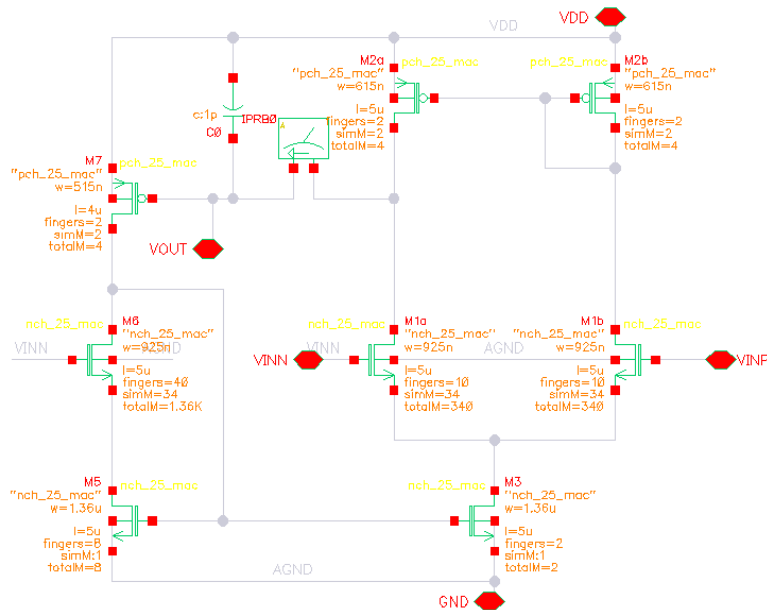 VDD
VDD
M2a
pch_25_mac
"pch_25_mac"
w=615n
l=5u
fingers=2
simM=2
totalM=4
pch_25_mac
M2b
"pch_25_mac"
w=615n
l=5u
fingers=2
simM=2
totalM=4
c:1p
C0
IPRB0
M7
pch_25_mac
"pch_25_mac"
w=515n
l=4u
fingers=2
simM=2
totalM=4
VOUT
M6
nch_25_mac
"nch_25_mac"
w=925n
VINN
AGND
l=5u
fingers=40
simM=34
totalM=1.36K
nch_25_mac
M1a
"nch_25_mac"
w=925n
VINN
VINN
l=5u
fingers=10
simM=34
totalM=340
AGND
M1b
nch_25_mac
"nch_25_mac"
w=925n
VINP
l=5u
fingers=10
simM=34
totalM=340
M5
nch_25_mac
"nch_25_mac"
w=1.36u
l=5u
fingers=8
simM:1
totalM=8
nch_25_mac
M3
"nch_25_mac"
w=1.36u
l=5u
fingers=2
simM:1
totalM=2
AGND
GND